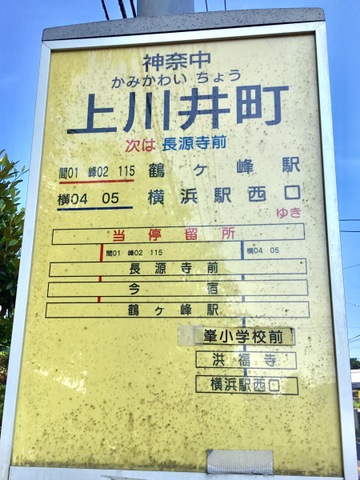 神奈中
かみかわい ちょう
上川井町
次は 長源寺前
間01 峰02 115 鶴ヶ峰駅
横04 05 横浜駅西口
ゆき
当停留所
間01 峰02 115 横04 05
長源寺前
今宿
鶴ヶ峰駅
峯小学校前
洪福寺
横浜駅西口